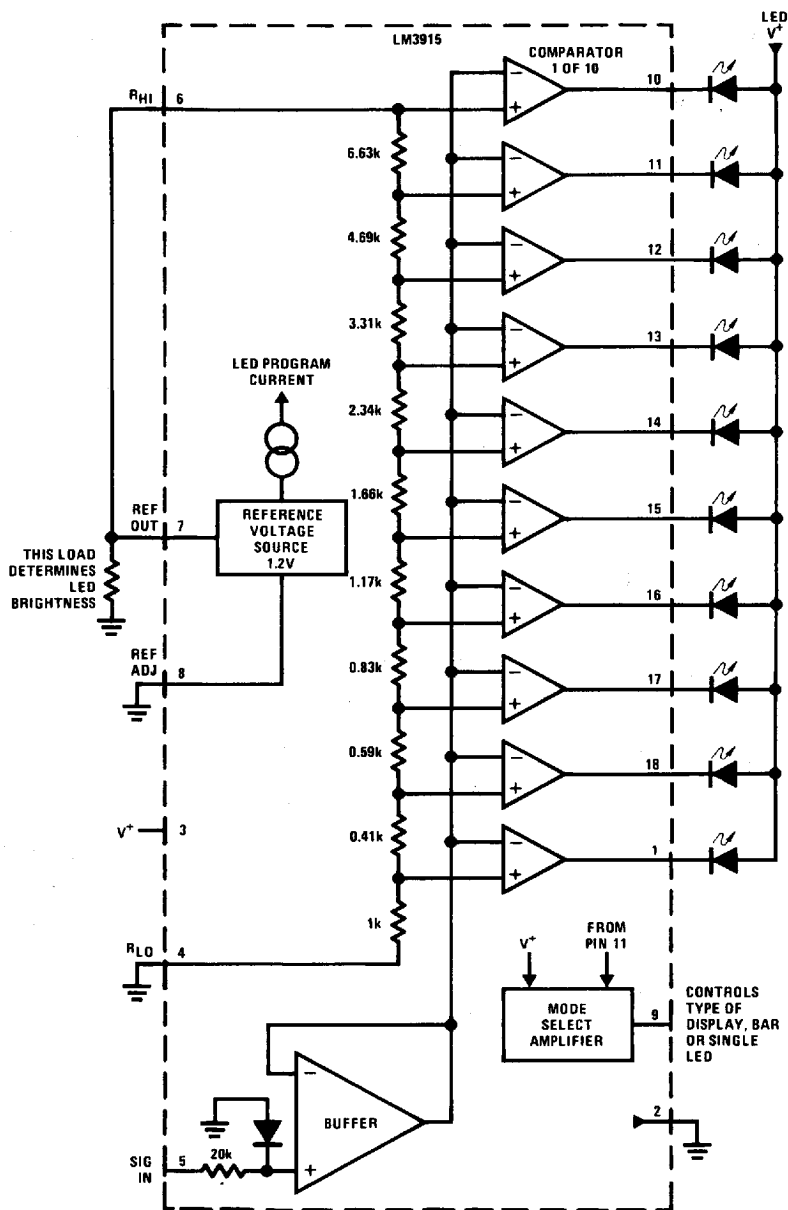 LM3915
LED
V+
COMPARATOR
1 OF 10
−
+
10
RHI
6
6.63k
−
+
11
4.69k
−
+
12
3.31k
−
+
13
LED PROGRAM
CURRENT
2.34k
−
+
14
1.66k
−
+
15
REF
OUT
7
REFERENCE
VOLTAGE
SOURCE
1.2V
THIS LOAD
DETERMINES
LED
BRIGHTNESS
1.17k
−
+
16
REF
ADJ
8
0.83k
−
+
17
0.59k
−
+
18
V+
3
0.41k
−
+
1
1k
RLO
4
V+
FROM
PIN 11
MODE
SELECT
AMPLIFIER
9
CONTROLS
TYPE OF
DISPLAY, BAR
OR SINGLE
LED
−
BUFFER
+
2
SIG
IN
5
20k